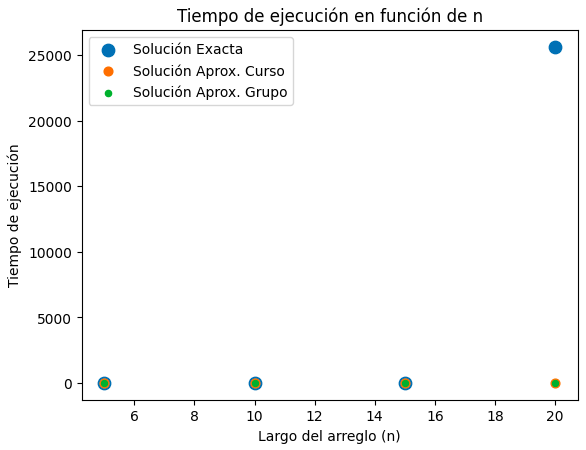 Tiempo de ejecución en función de n
Solución Exacta
Solución Aprox. Curso
Solución Aprox. Grupo
Tiempo de ejecución
25000
20000
15000
10000
5000
0
6 8 10 12 14 16 18 20
Largo del arreglo (n)